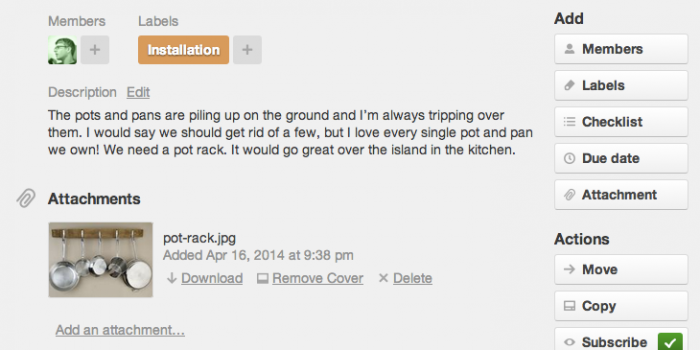 Members
Labels
Installation
Description Edit
The pots and pans are piling up on the ground and I'm always tripping over
them. I would say we should get rid of a few, but I love every single pot and pan
we own! We need a pot rack. It would go great over the island in the kitchen.
Attachments
pot-rack.jpg
Added Apr 16, 2014 at 9:38 pm
Download Remove Cover Delete
Add an attachment…
Add
Members
Labels
Checklist
Due date
Attachment
Actions
Move
Copy
Subscribe